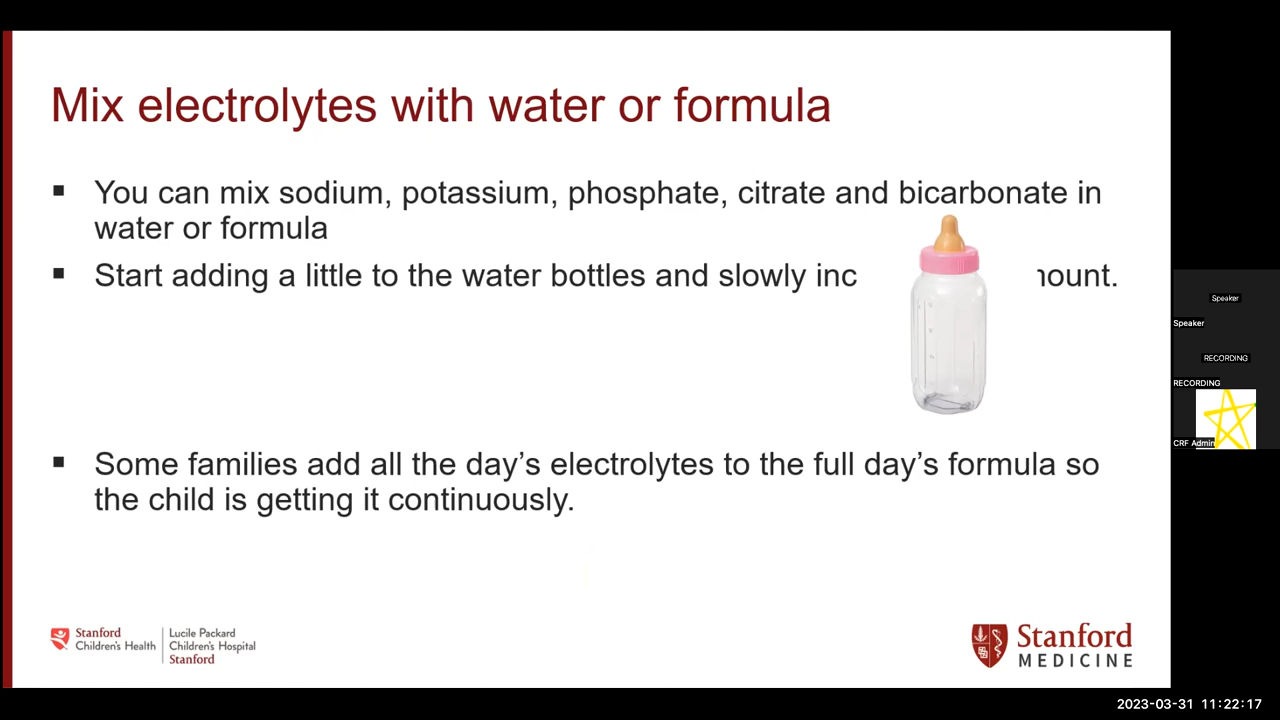 Mix electrolytes with water or formula
▪ You can mix sodium, potassium, phosphate, citrate and bicarbonate in
water or formula
▪ Start adding a little to the water bottles and slowly inc
▪ Some families add all the day’s electrolytes to the full day’s formula so
the child is getting it continuously.
Stanford
Children's Health
Lucile Packard
Children's Hospital
Stanford
Stanford
MEDICINE
Speaker
Speaker
RECORDING
RECORDING
CRF Admin
2023-03-31 11:22:17